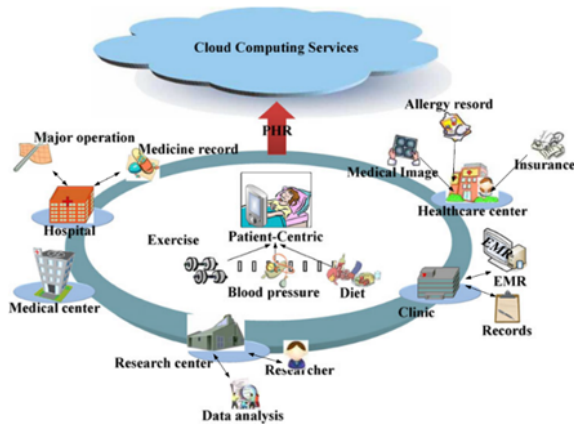 Cloud Computing Services
PHR
Allergy resord
Major operation
Medicine record
Medical Image
Insurance
Hospital
Healthcare center
Exercise
Patient-Centric
EMR
EMR
Medical center
Blood pressure
Diet
Clinic
Records
Research center
Researcher
Data analysis